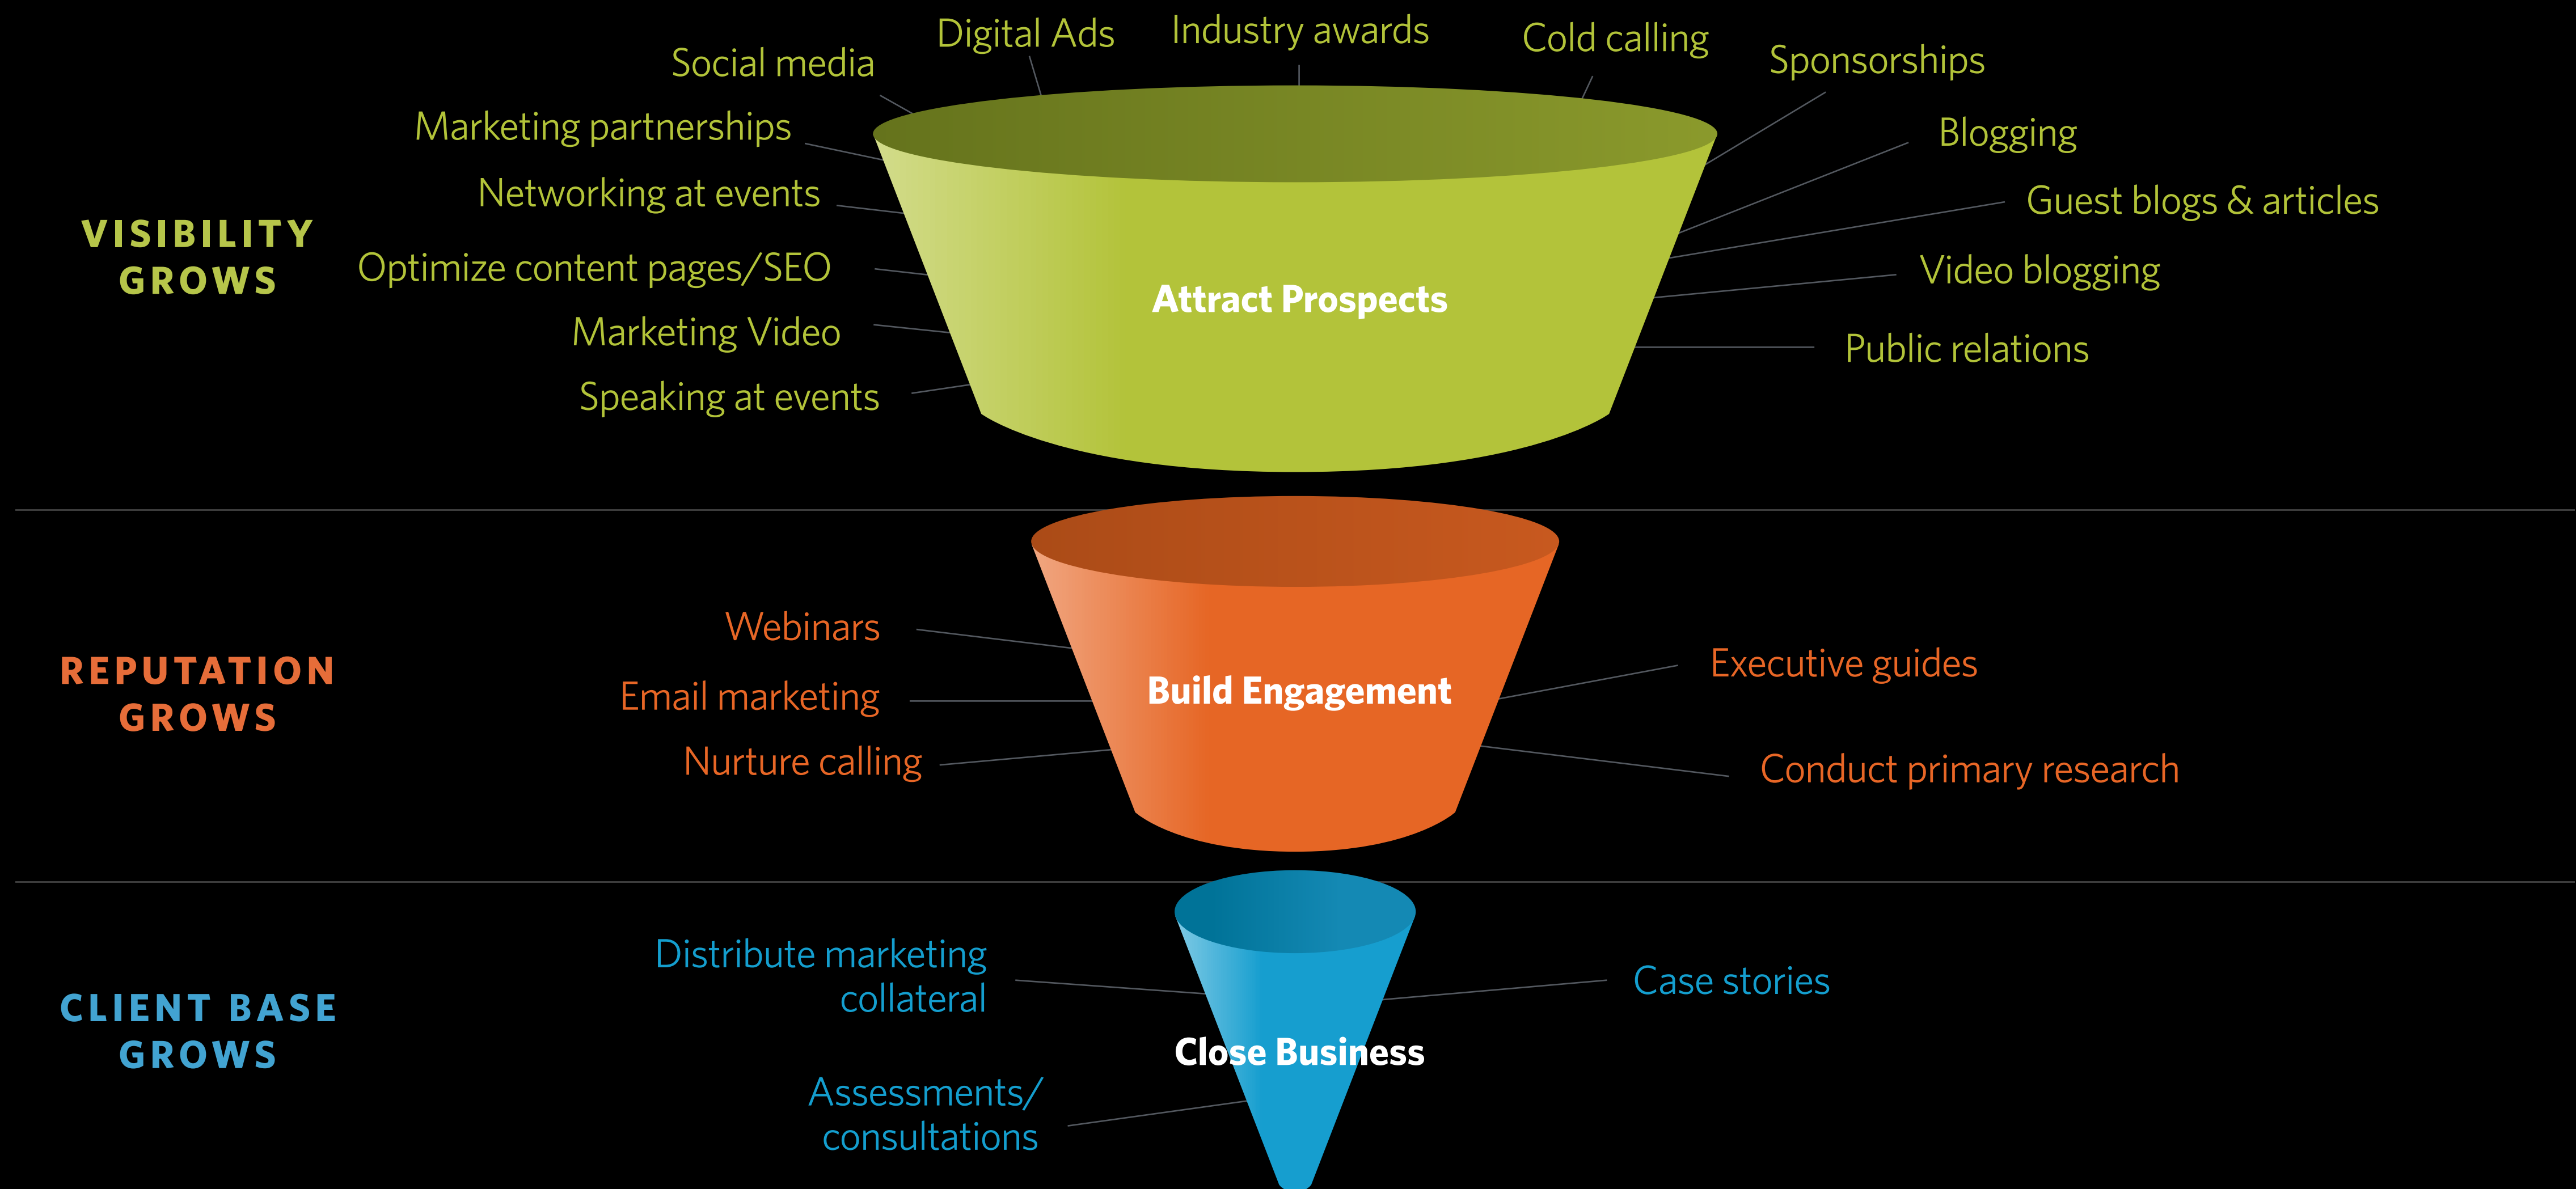 Digital Ads
Industry awards
Cold calling
Social media
Sponsorships
Marketing partnerships
Blogging
Networking at events
Guest blogs & articles
VISIBILITY
GROWS
Optimize content pages/SEO
Attract Prospects
Video blogging
Marketing Video
Public relations
Speaking at events
Webinars
REPUTATION
GROWS
Email marketing
Build Engagement
Executive guides
Nurture calling
Conduct primary research
Distribute marketing
collateral
Case stories
CLIENT BASE
GROWS
Close Business
Assessments/
consultations